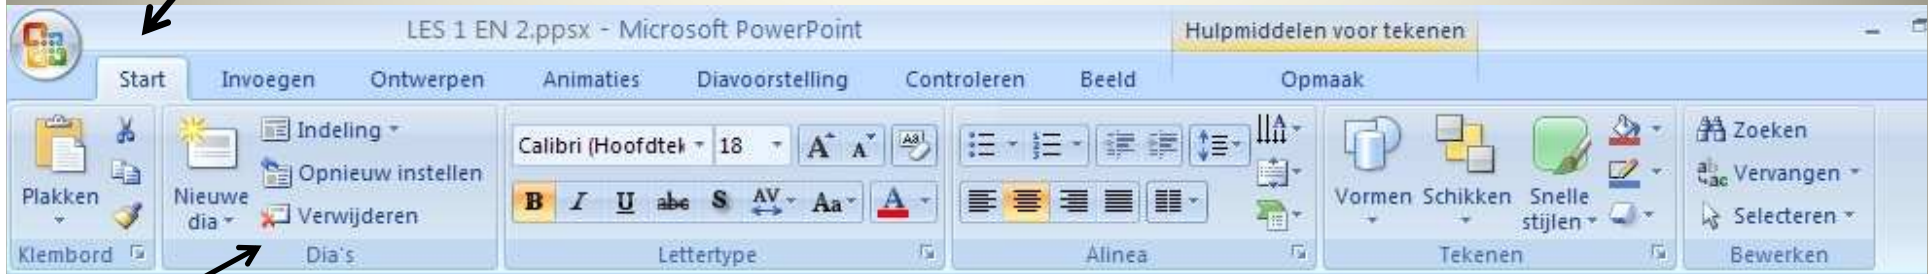 LES 1 EN 2.ppsx - Microsoft PowerPoint
Hulpmiddelen voor tekenen
Start Invoegen Ontwerpen Animaties Diavoorstelling Controleren Beeld Opmaak
Plakken
Klembord
Nieuwe
dia
Indeling
Opnieuw instellen
Verwijderen
Dia's
Calibri (Hoofdtek 18 A A Aa
B I U abc S AV Aa A
Lettertype
Alinea
Vormen Schikken Snelle
stijlen
Tekenen
Zoeken
Vervangen
Selecteren
Bewerken